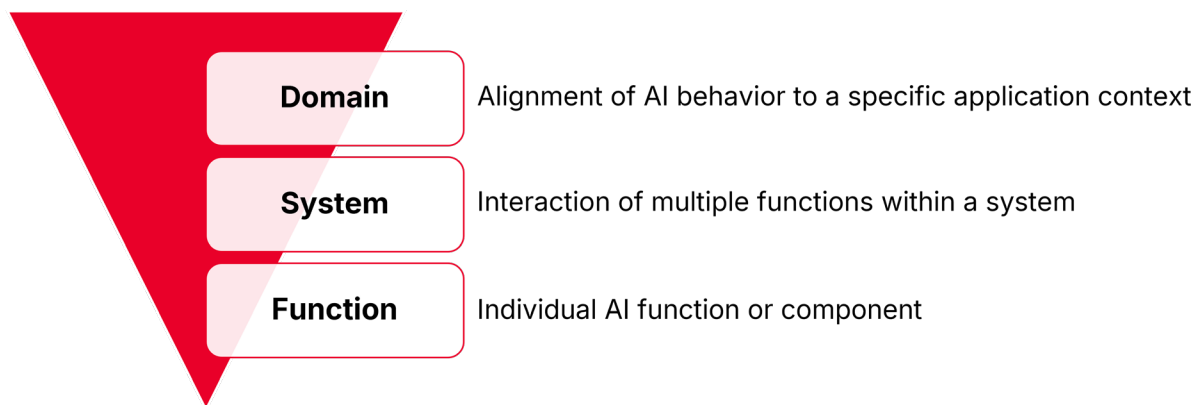 Domain
Alignment of AI behavior to a specific application context
System
Interaction of multiple functions within a system
Function
Individual AI function or component